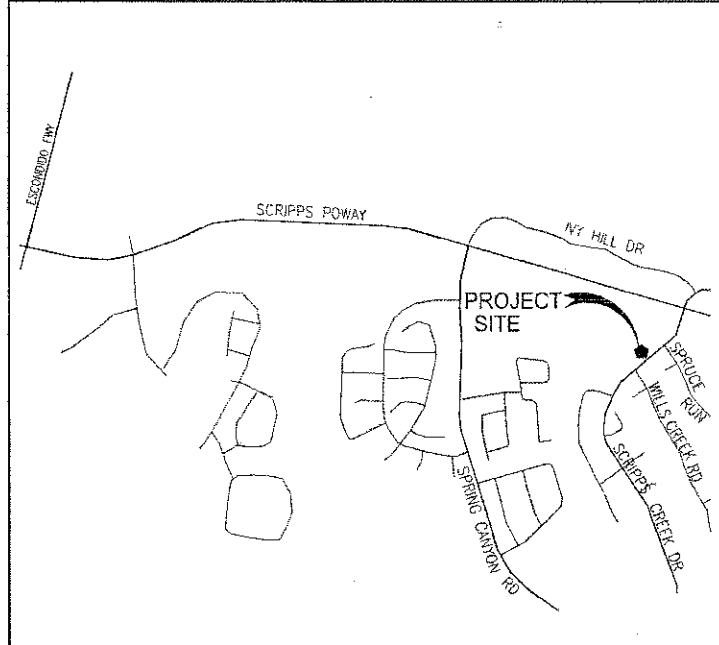 ESCONDIDO FWY
SCRIPPS POWAY
IVY HILL DR
PROJECT
SITE
SPRUCE RUN
WILLS CREEK RD
SCRIPPS CREEK DR
SPRING CANYON RD